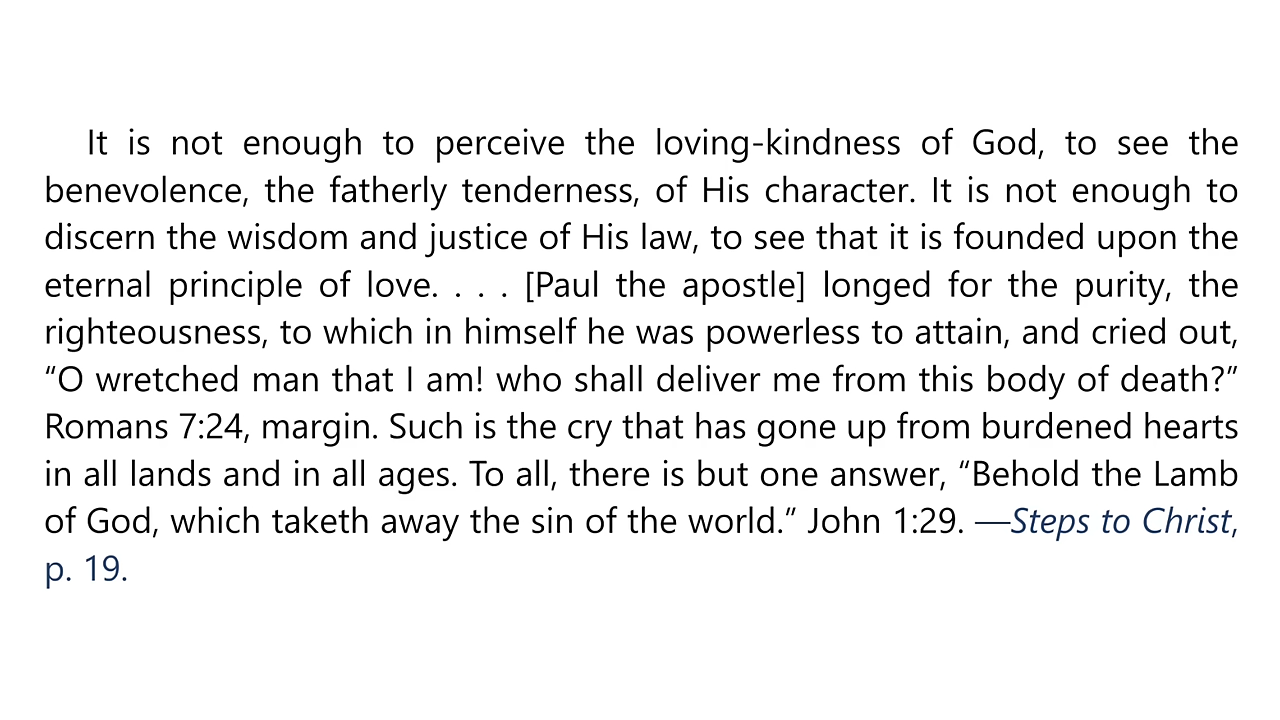 It is not enough to perceive the loving-kindness of God, to see the
benevolence, the fatherly tenderness, of His character. It is not enough to
discern the wisdom and justice of His law, to see that it is founded upon the
eternal principle of love. . . . [Paul the apostle] longed for the purity, the
righteousness, to which in himself he was powerless to attain, and cried out,
“O wretched man that I am! who shall deliver me from this body of death?”
Romans 7:24, margin. Such is the cry that has gone up from burdened hearts
in all lands and in all ages. To all, there is but one answer, “Behold the Lamb
of God, which taketh away the sin of the world.” John 1:29. —Steps to Christ,
p. 19.